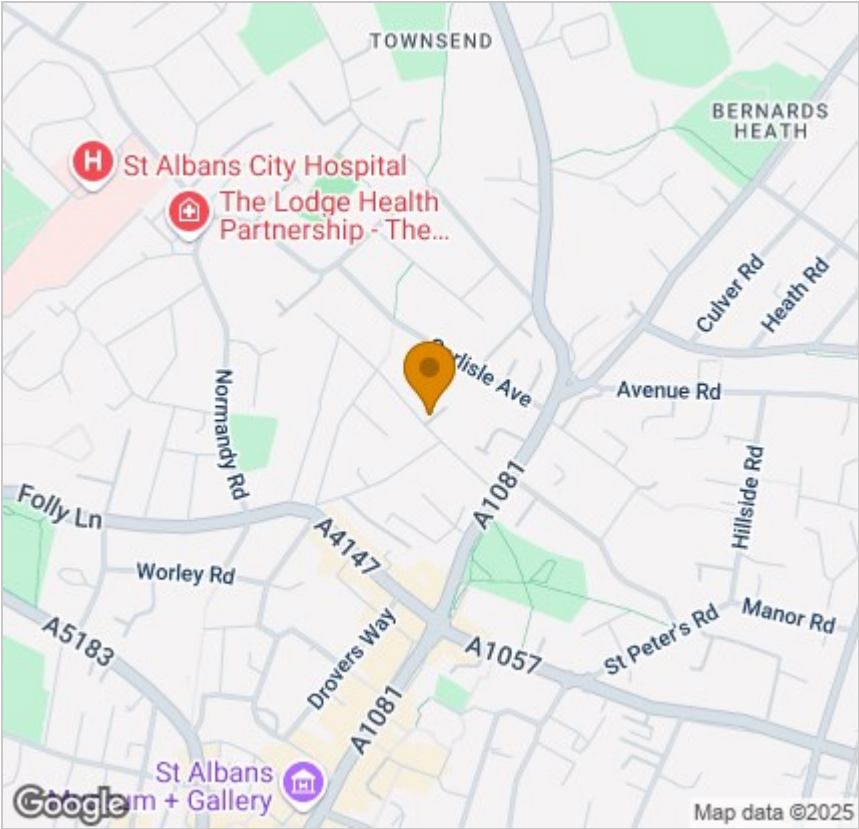 TOWNSEND
BERNARDS
HEATH
St Albans City Hospital
The Lodge Health
Partnership - The...
Culver Rd
Heath Rd
Carlisle Ave
Avenue Rd
Normandy Rd
A1081
Hillside Rd
Folly Ln
A4147
Worley Rd
Manor Rd
St Peter's Rd
A5183
Drovers Way
A1057
A1081
St Albans
Museum + Gallery
Google
Map data ©2025